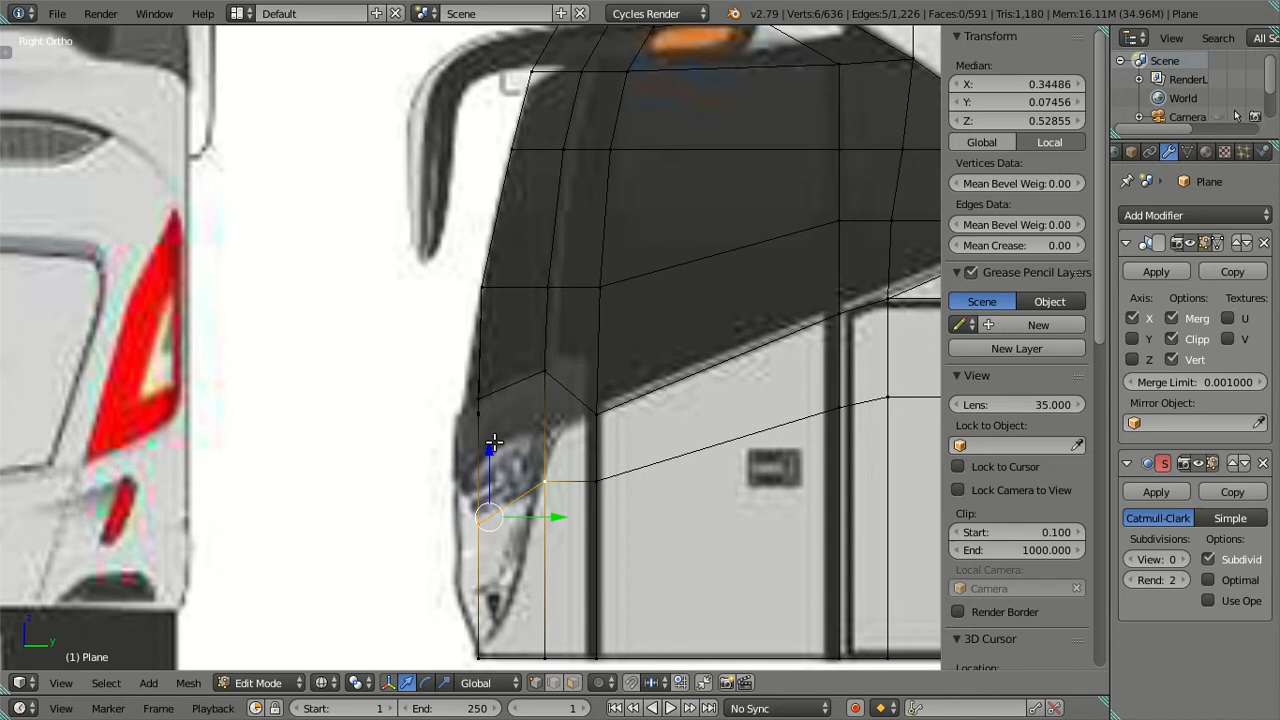 File Render Window Help Default Scene Cycles Render v2.79 | Verts:6/636 | Edges:5/1,226 | Faces:0/591 | Tris:1,180 | Mem:16.11M (34.96M) | Plane
Right Ortho
Transform
Median:
X: 0.34486
Y: 0.07456
Z: 0.52855
Global Local
Vertices Data:
Mean Bevel Weig: 0.00
Edges Data:
Mean Bevel Weig: 0.00
Mean Crease: 0.00
Grease Pencil Layers
Scene Object
New
New Layer
View
Lens: 35.000
Lock to Object:
Lock to Cursor
Lock Camera to View
Clip:
Start: 0.100
End: 1000.000
Local Camera:
Camera
Render Border
3D Cursor
Location:
View Search All Sc
Scene
RenderL
World
Camera
Plane
Add Modifier
Apply Copy
Axis: Options: Textures:
X Merg U
Y Clipp V
Z Vert
Merge Limit: 0.001000
Mirror Object:
S
Apply Copy
Catmull-Clark Simple
Subdivisions: Options:
View: 0 Subdivid
Rend: 2 Optimal
Use Ope
z
y
(1) Plane
View Select Add Mesh Edit Mode Global
View Marker Frame Playback Start: 1 End: 250 1 No Sync